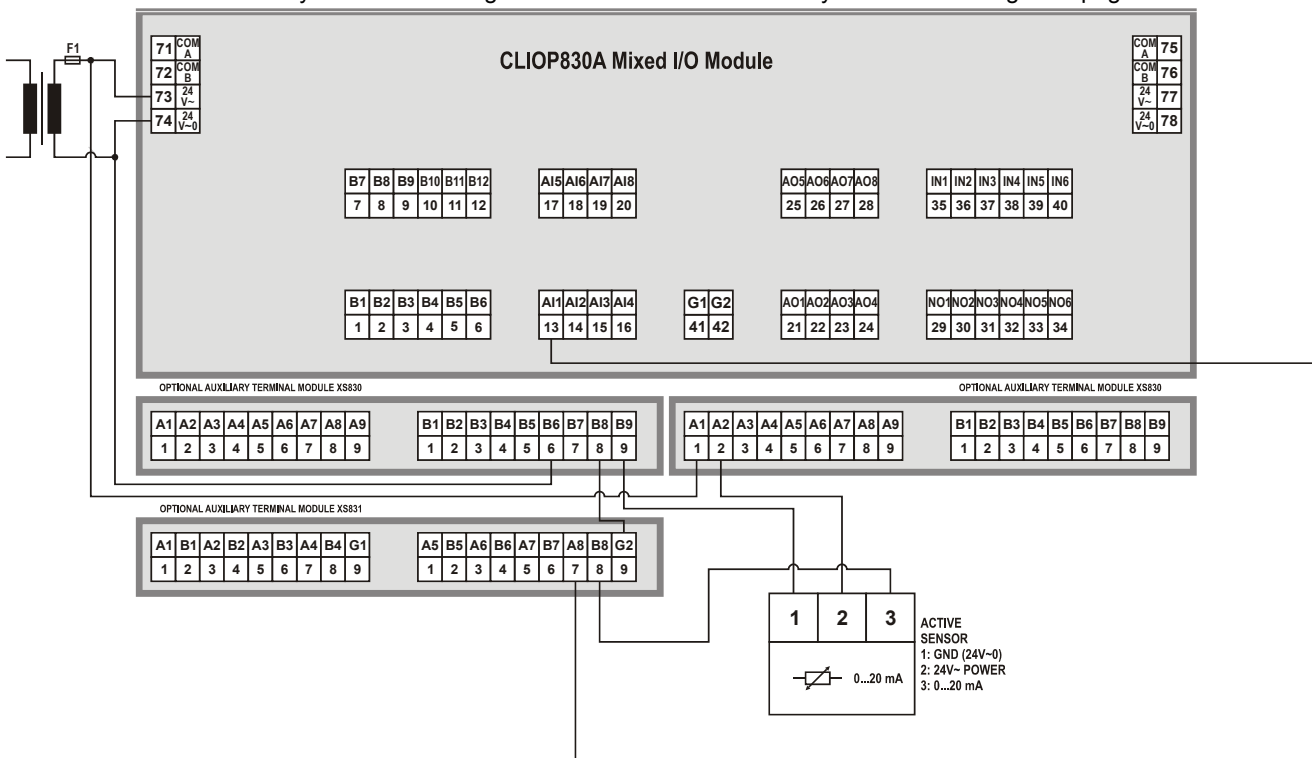 F1
71 COM A
72 COM B
73 24 V~
74 24 V~0
CLIOP830A Mixed I/O Module
COM A 75
COM B 76
24 V~ 77
24 V~0 78
B7 B8 B9 B10 B11 B12 AI5 AI6 AI7 AI8 AO5 AO6 AO7 AO8 IN1 IN2 IN3 IN4 IN5 IN6
7 8 9 10 11 12 17 18 19 20 25 26 27 28 35 36 37 38 39 40
B1 B2 B3 B4 B5 B6 AI1 AI2 AI3 AI4 G1 G2 AO1 AO2 AO3 AO4 NO1 NO2 NO3 NO4 NO5 NO6
1 2 3 4 5 6 13 14 15 16 41 42 21 22 23 24 29 30 31 32 33 34
OPTIONAL AUXILIARY TERMINAL MODULE XS830
OPTIONAL AUXILIARY TERMINAL MODULE XS830
A1 A2 A3 A4 A5 A6 A7 A8 A9 B1 B2 B3 B4 B5 B6 B7 B8 B9
1 2 3 4 5 6 7 8 9 1 2 3 4 5 6 7 8 9
A1 A2 A3 A4 A5 A6 A7 A8 A9 B1 B2 B3 B4 B5 B6 B7 B8 B9
1 2 3 4 5 6 7 8 9 1 2 3 4 5 6 7 8 9
OPTIONAL AUXILIARY TERMINAL MODULE XS831
A1 B1 A2 B2 A3 B3 A4 B4 G1 A5 B5 A6 B6 A7 B7 A8 B8 G2
1 2 3 4 5 6 7 8 9 1 2 3 4 5 6 7 8 9
1 2 3
0...20 mA
ACTIVE
SENSOR
1: GND (24V~0)
2: 24V~ POWER
3: 0...20 mA